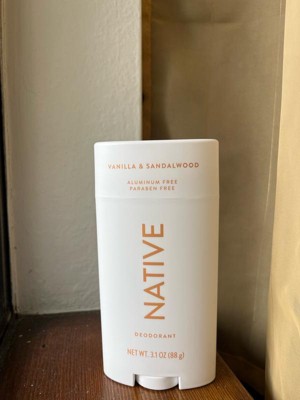 VANILLA & SANDALWOOD
ALUMINUM FREE
PARABEN FREE
NATIVE
DEODORANT
NET WT. 3.1 OZ (88 g)